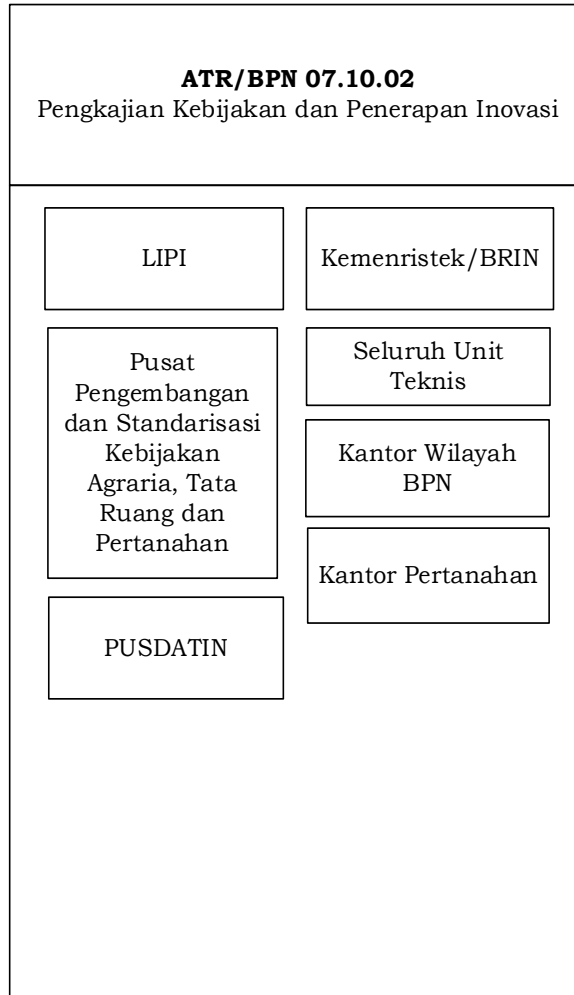 ATR/BPN 07.10.02
Pengkajian Kebijakan dan Penerapan Inovasi
LIPI
Kemenristek/BRIN
Pusat
Pengembangan
dan Standarisasi
Kebijakan
Agraria, Tata
Ruang dan
Pertanahan
Seluruh Unit
Teknis
Kantor Wilayah
BPN
Kantor Pertanahan
PUSDATIN